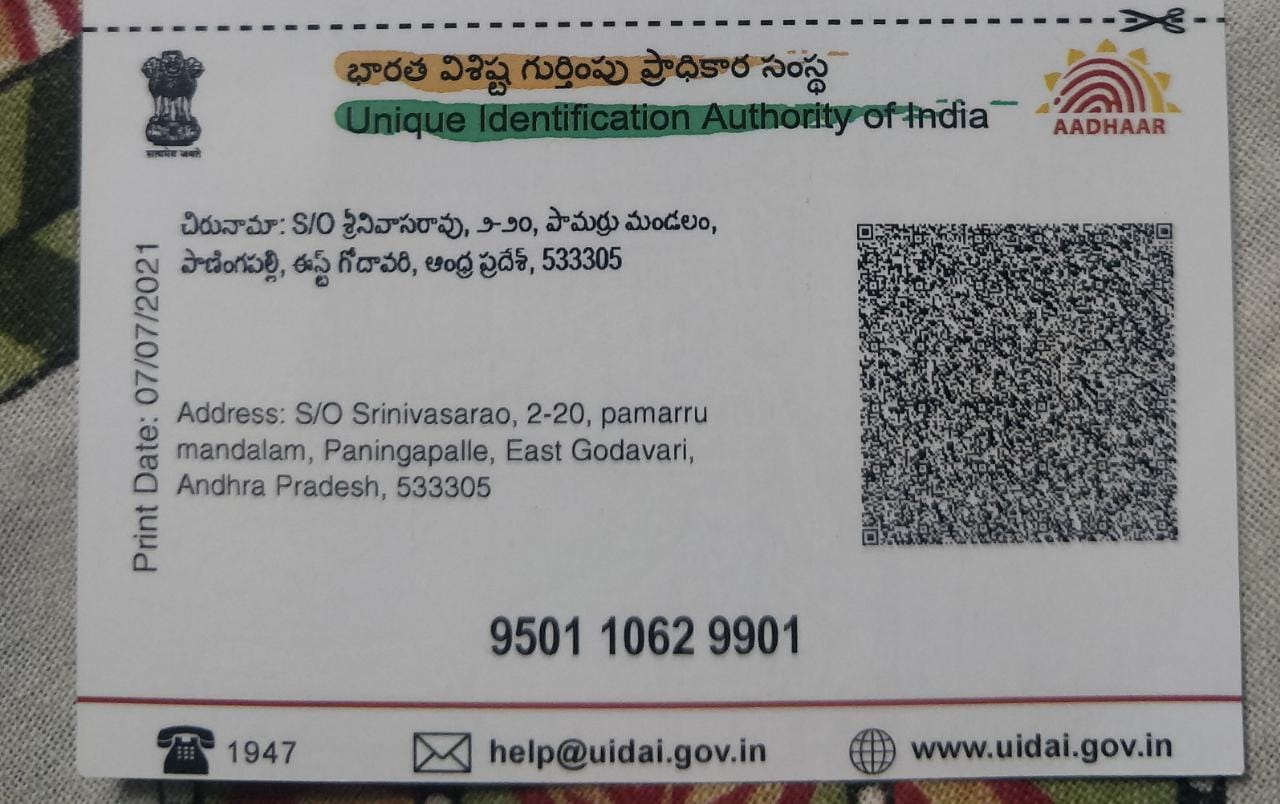 భారత విశిష్ట గుర్తింపు ప్రాధికార సంస్థ
Unique Identification Authority of India
सत्यमेव जयते
AADHAAR
చిరునామా: S/O శ్రీనివాసరావు, ౨-౨౦, పామర్రు మండలం,
పాణింగపల్లి, ఈస్ట్ గోదావరి, ఆంధ్ర ప్రదేశ్, 533305
Print Date: 07/07/2021
Address: S/O Srinivasarao, 2-20, pamarru
mandalam, Paningapalle, East Godavari,
Andhra Pradesh, 533305
9501 1062 9901
1947
help@uidai.gov.in
www.uidai.gov.in